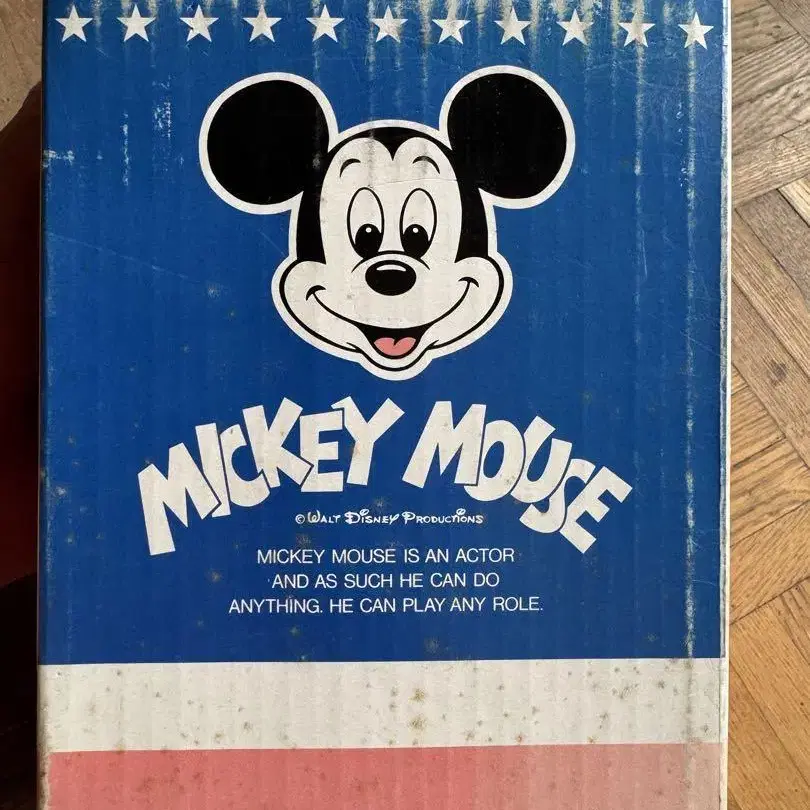 MICKEY MOUSE
© WALT DISNEY PRODUCTIONS
MICKEY MOUSE IS AN ACTOR
AND AS SUCH HE CAN DO
ANYTHING. HE CAN PLAY ANY ROLE.